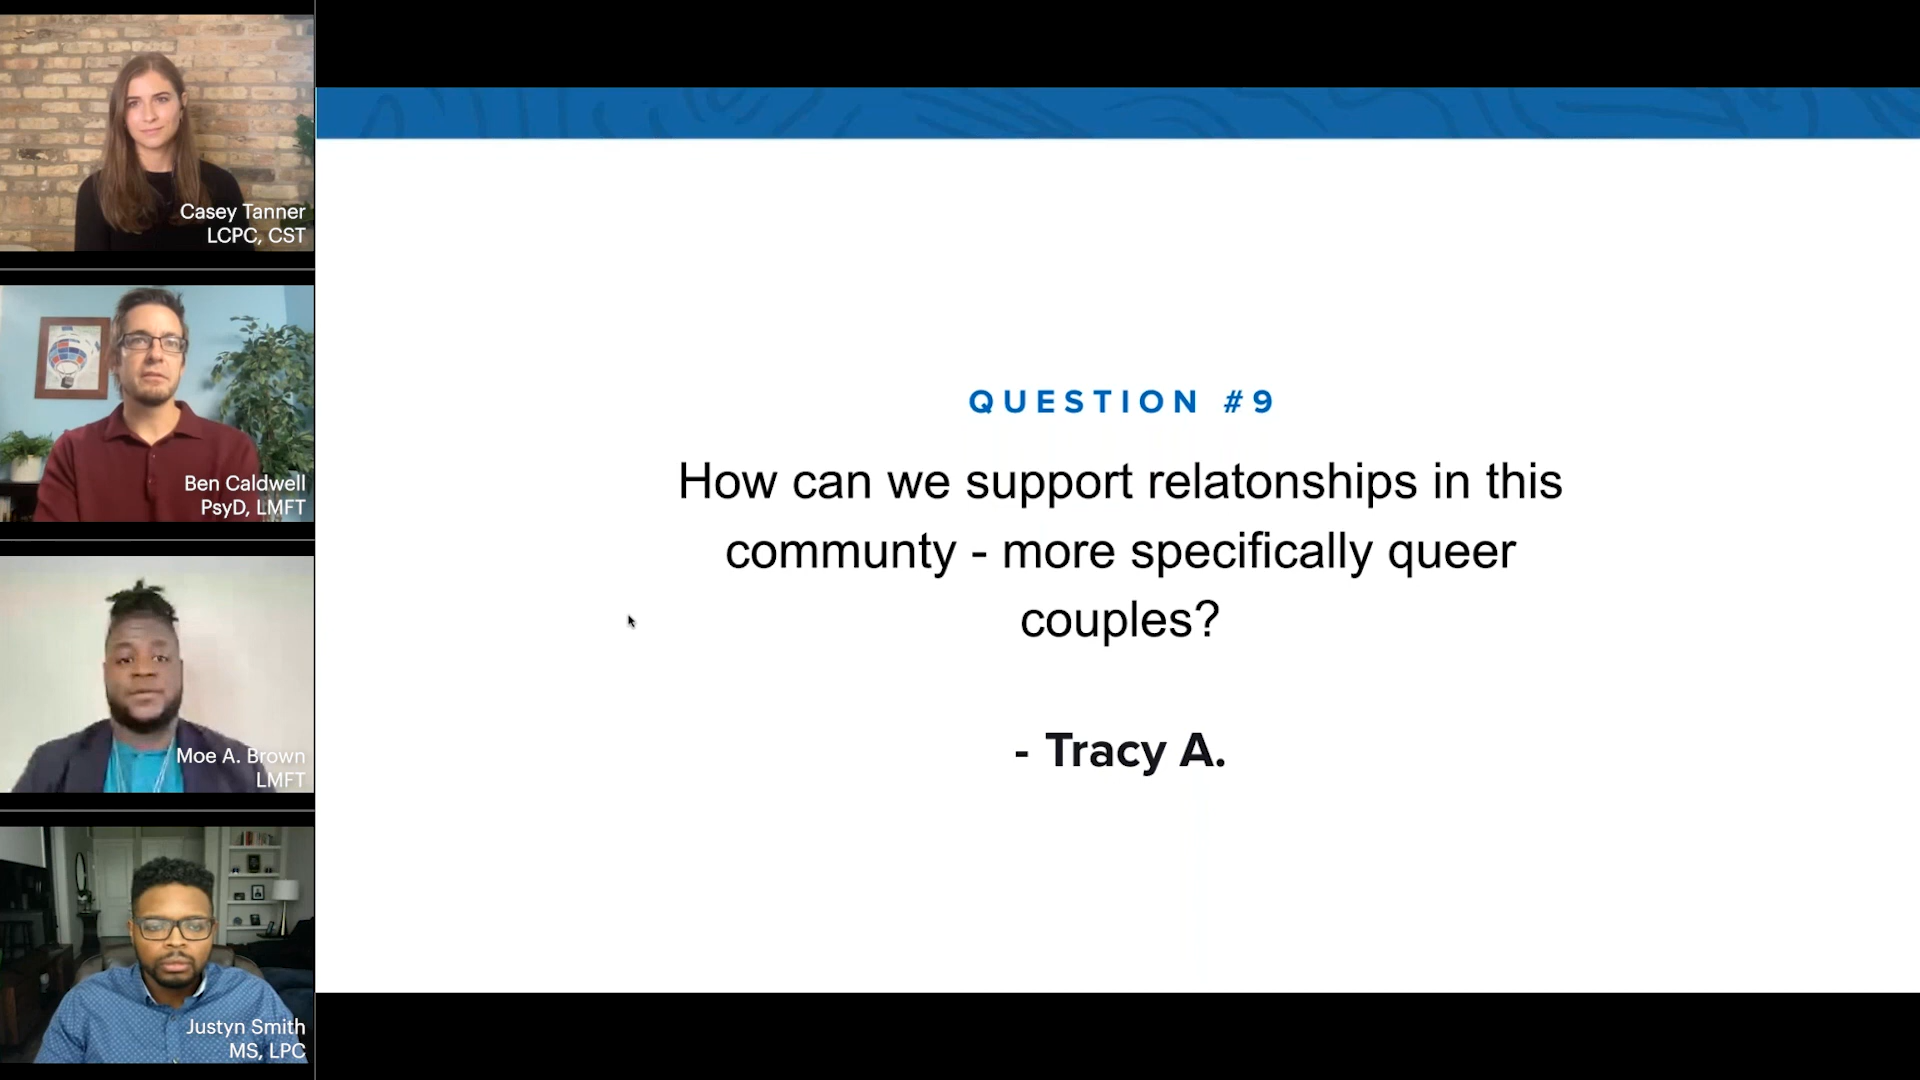 Casey Tanner
LCPC, CST
Ben Caldwell
PsyD, LMFT
Moe A. Brown
LMFT
Justyn Smith
MS, LPC
QUESTION #9
How can we support relatonships in this
communty - more specifically queer
couples?
- Tracy A.